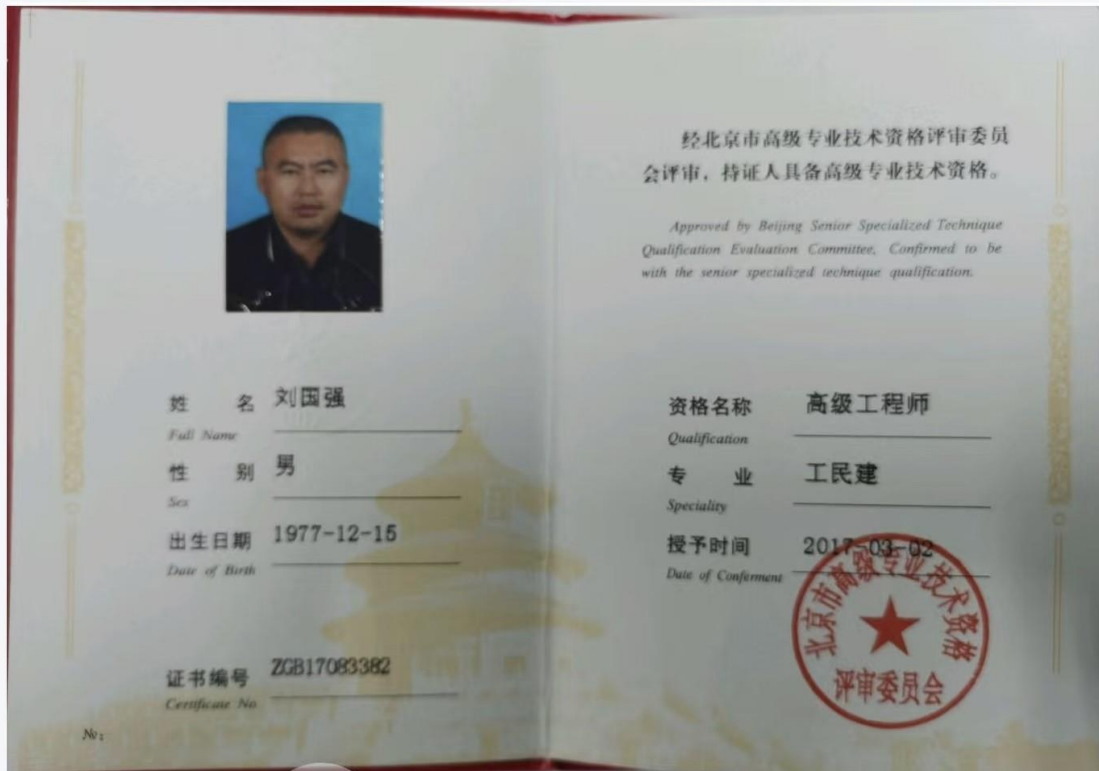 姓 名 刘国强
Full Name
性 别 男
Sex
出生日期 1977-12-15
Date of Birth
证书编号 ZGB17083382
Certificate No
№:
经北京市高级专业技术资格评审委员
会评审，持证人具备高级专业技术资格。
Approved by Beijing Senior Specialized Technique
Qualification Evaluation Committee, Confirmed to be
with the senior specialized technique qualification.
资格名称 高级工程师
Qualification
专 业 工民建
Speciality
授予时间 2017-03-02
Date of Conferment
北京市高级专业技术资格
评审委员会